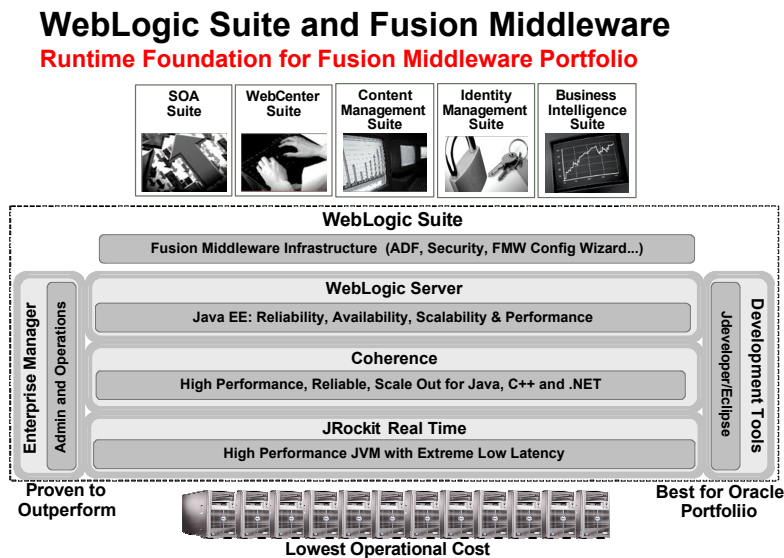 WebLogic Suite and Fusion Middleware
Runtime Foundation for Fusion Middleware Portfolio
SOA
Suite
WebCenter
Suite
Content
Management
Suite
Identity
Management
Suite
Business
Intelligence
Suite
WebLogic Suite
Fusion Middleware Infrastructure (ADF, Security, FMW Config Wizard...)
Enterprise Manager
Admin and Operations
WebLogic Server
Java EE: Reliability, Availability, Scalability & Performance
Coherence
High Performance, Reliable, Scale Out for Java, C++ and .NET
JRockit Real Time
High Performance JVM with Extreme Low Latency
Jdeveloper/Eclipse
Development Tools
Proven to
Outperform
Best for Oracle
Portfoliio
Lowest Operational Cost